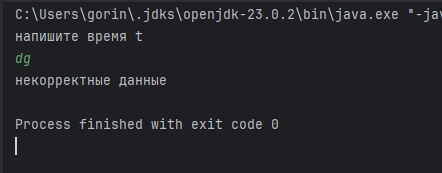 C:\Users\gorin\.jdks\openjdk-23.0.2\bin\java.exe "-jav
напишите время t
dg
некорректные данные
Process finished with exit code 0